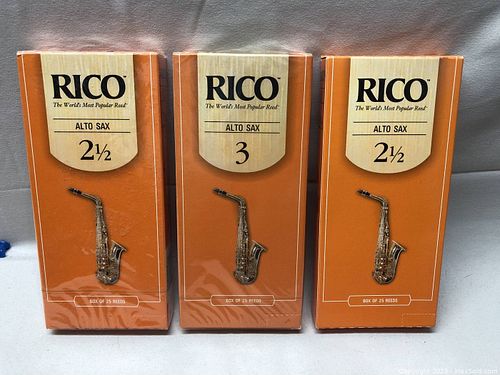 RICO
The World's Most Popular Reed
ALTO SAX
2½
BOX OF 25 REEDS
RICO
The World's Most Popular Reed
ALTO SAX
3
BOX OF 25 REEDS
RICO
The World's Most Popular Reed
ALTO SAX
2½
BOX OF 25 REEDS